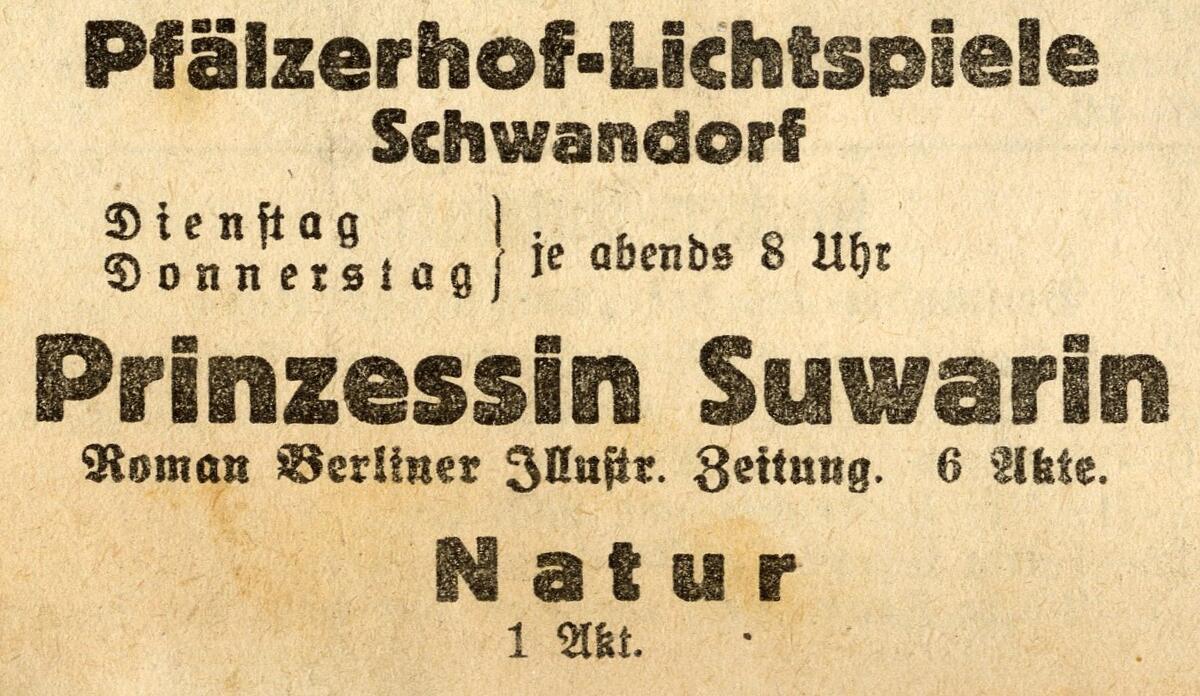 Pfälzerhof-Lichtspiele
Schwandorf
Dienstag
Donnerstag } je abends 8 Uhr
Prinzessin Suwarin
Roman Berliner Illustr. Zeitung. 6 Akte.
Natur
1 Akt.